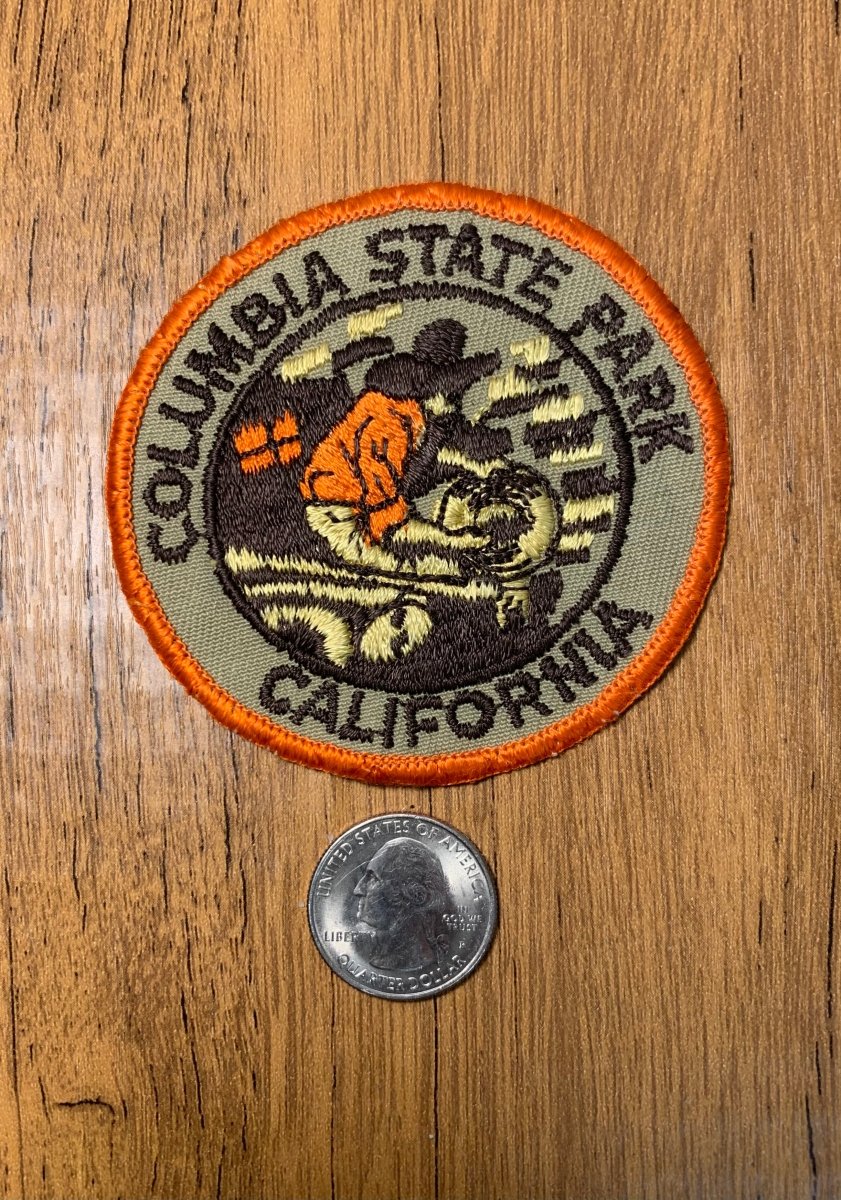 COLUMBIA STATE PARK
CALIFORNIA
UNITED STATES OF AMERICA
LIBERTY
IN
GOD WE
TRUST
P
QUARTER DOLLAR